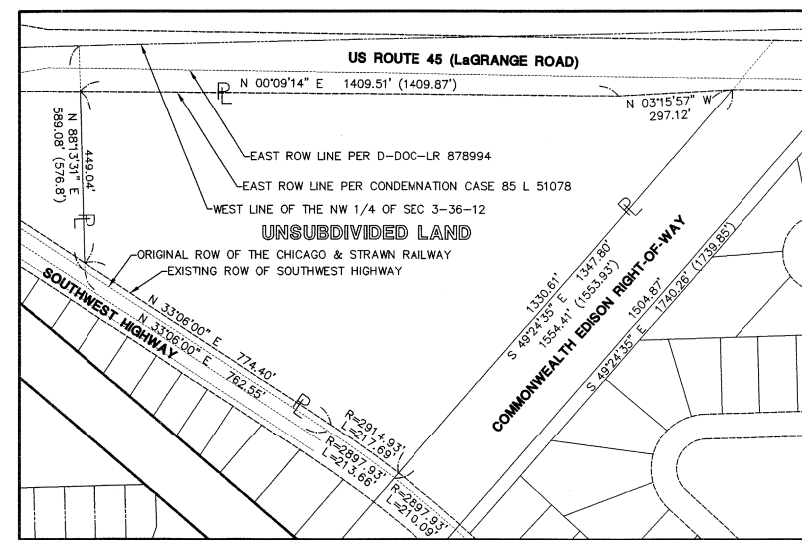 US ROUTE 45 (LaGRANGE ROAD)
N 00°09'14" E 1409.51' (1409.87')
PL
N 03°15'57" W
297.12'
449.04'
N 88°13'31" E
589.08' (576.8')
PL
EAST ROW LINE PER D-DOC-LR 878994
EAST ROW LINE PER CONDEMNATION CASE 85 L 51078
WEST LINE OF THE NW 1/4 OF SEC 3-36-12
UNSUBDIVIDED LAND
ORIGINAL ROW OF THE CHICAGO & STRAWN RAILWAY
EXISTING ROW OF SOUTHWEST HIGHWAY
PL
1330.61'
S 49°24'35" E 1347.80'
1554.41' (1553.93')
COMMONWEALTH EDISON RIGHT-OF-WAY
1504.87'
S 49°24'35" E 1740.26' (1739.85')
SOUTHWEST HIGHWAY
N 33°06'00" E 774.40'
N 33°06'00" E 762.55'
PL
R=2914.93'
L=217.69'
R=2897.93'
L=213.66'
R=2897.93'
L=210.09'